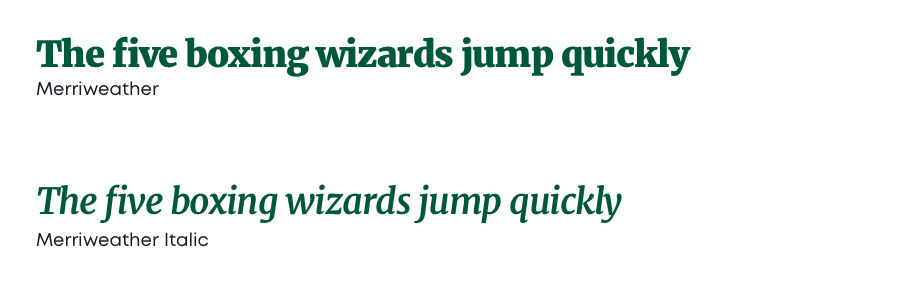 The five boxing wizards jump quickly
Merriweather
The five boxing wizards jump quickly
Merriweather Italic